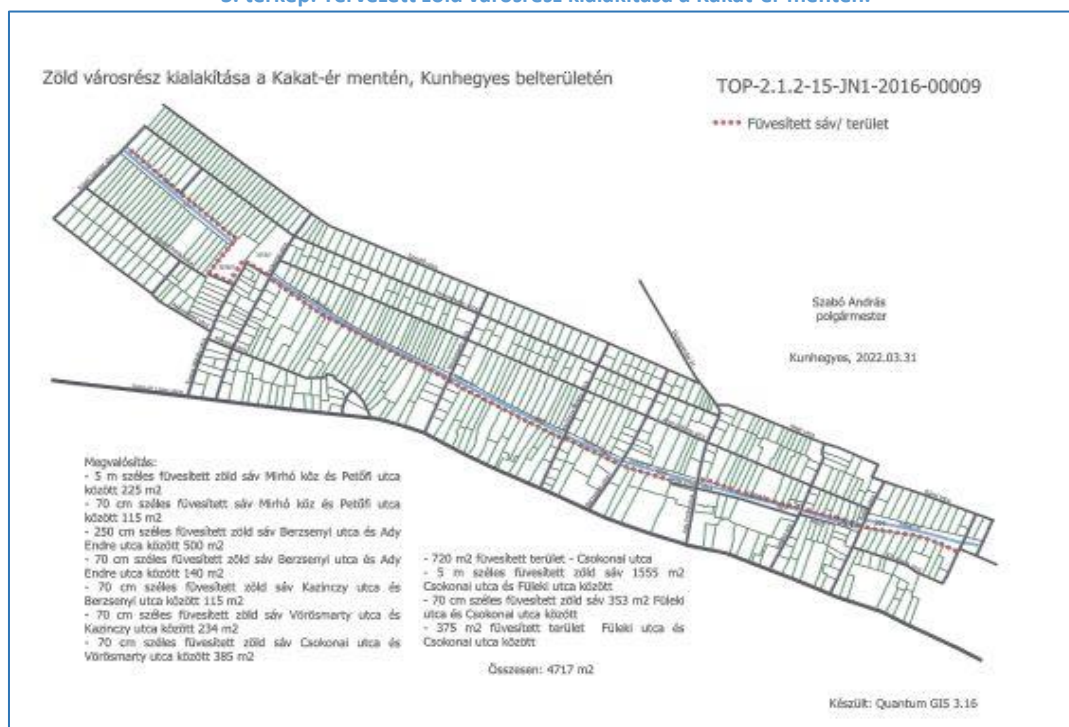 Zöld városrész kialakítása a Kakat-ér mentén, Kunhegyes belterületén
TOP-2.1.2-15-JN1-2016-00009
Füvesített sáv/ terület
Szabó András
polgármester
Kunhegyes, 2022.03.31
Megvalósítás:
- 5 m széles füvesített zöld sáv Mirhó köz és Petőfi utca
között 225 m2
- 70 cm széles füvesített sáv Mirhó köz és Petőfi utca
között 115 m2
- 250 cm széles füvesített zöld sáv Berzsenyi utca és Ady
Endre utca között 500 m2
- 70 cm széles füvesített zöld sáv Berzsenyi utca és Ady
Endre utca között 140 m2
- 70 cm széles füvesített zöld sáv Kazinczy utca és
Berzsenyi utca között 115 m2
- 70 cm széles füvesített zöld sáv Vörösmarty utca és
Kazinczy utca között 234 m2
- 70 cm széles füvesített zöld sáv Csokonai utca és
Vörösmarty utca között 385 m2
- 720 m2 füvesített terület - Csokonai utca
- 5 m széles füvesített zöld sáv 1555 m2
Csokonai utca és Füleki utca között
- 70 cm széles füvesített zöld sáv 353 m2 Füleki
utca és Csokonai utca között
- 375 m2 füvesített terület Füleki utca és
Csokonai utca között
Összesen: 4717 m2
Készült: Quantum GIS 3.16